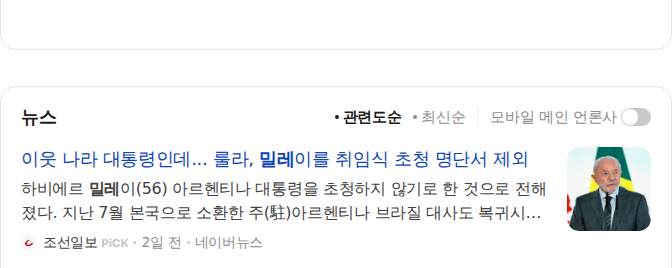 뉴스
• 관련도순 • 최신순 모바일 메인 언론사
이웃 나라 대통령인데... 룰라, 밀레이를 취임식 초청 명단서 제외
하비에르 밀레이(56) 아르헨티나 대통령을 초청하지 않기로 한 것으로 전해
졌다. 지난 7월 본국으로 소환한 주(駐)아르헨티나 브라질 대사도 복귀시...
조선일보 PiCK · 2일 전 · 네이버뉴스